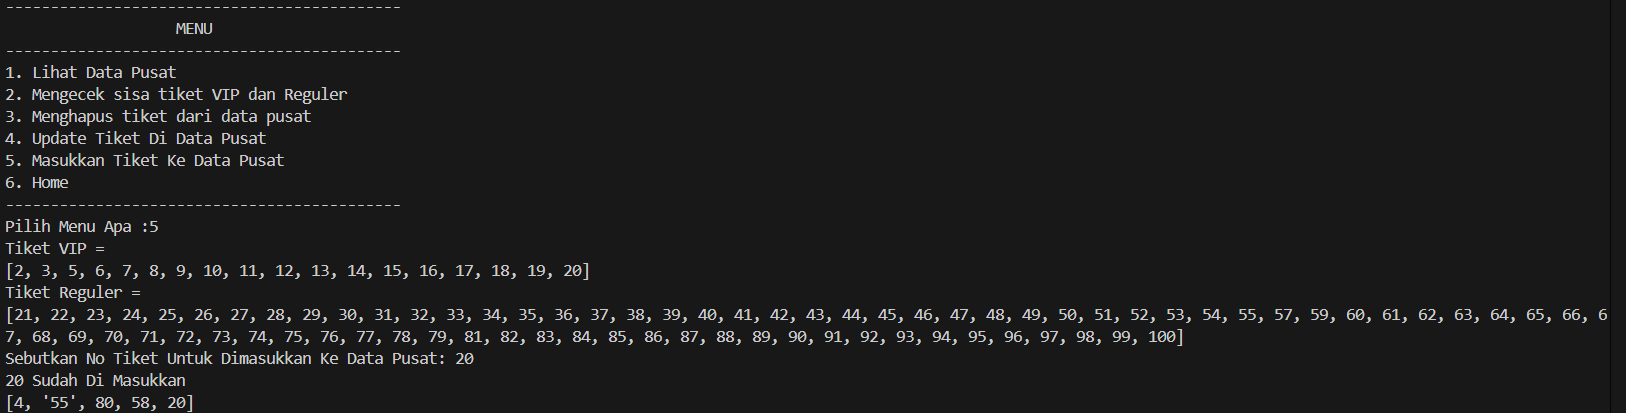 --------------------------------------------
MENU
--------------------------------------------
1. Lihat Data Pusat
2. Mengecek sisa tiket VIP dan Reguler
3. Menghapus tiket dari data pusat
4. Update Tiket Di Data Pusat
5. Masukkan Tiket Ke Data Pusat
6. Home
--------------------------------------------
Pilih Menu Apa :5
Tiket VIP =
[2, 3, 5, 6, 7, 8, 9, 10, 11, 12, 13, 14, 15, 16, 17, 18, 19, 20]
Tiket Reguler =
[21, 22, 23, 24, 25, 26, 27, 28, 29, 30, 31, 32, 33, 34, 35, 36, 37, 38, 39, 40, 41, 42, 43, 44, 45, 46, 47, 48, 49, 50, 51, 52, 53, 54, 55, 57, 59, 60, 61, 62, 63, 64, 65, 66, 6
7, 68, 69, 70, 71, 72, 73, 74, 75, 76, 77, 78, 79, 81, 82, 83, 84, 85, 86, 87, 88, 89, 90, 91, 92, 93, 94, 95, 96, 97, 98, 99, 100]
Sebutkan No Tiket Untuk Dimasukkan Ke Data Pusat: 20
20 Sudah Di Masukkan
[4, '55', 80, 58, 20]